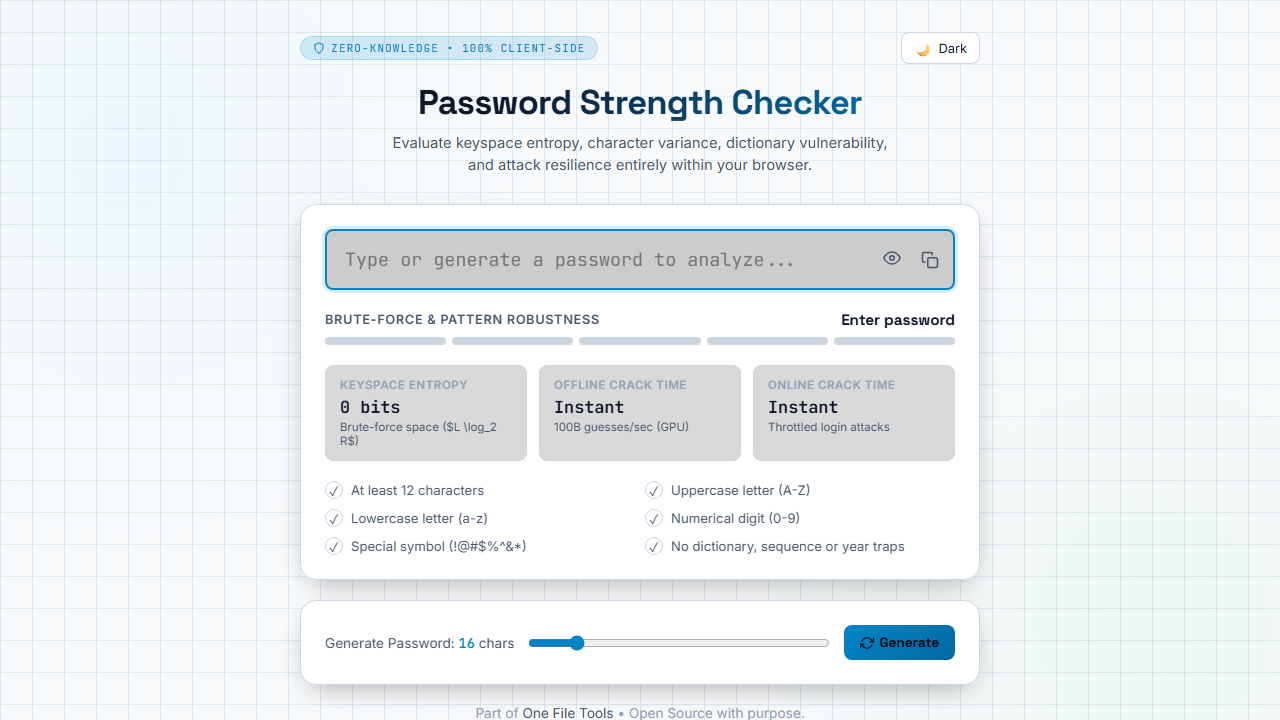 ZERO-KNOWLEDGE • 100% CLIENT-SIDE
🌙 Dark
Password Strength Checker
Evaluate keyspace entropy, character variance, dictionary vulnerability,
and attack resilience entirely within your browser.
Type or generate a password to analyze...
BRUTE-FORCE & PATTERN ROBUSTNESS
Enter password
KEYSPACE ENTROPY
0 bits
Brute-force space ($L \log_2
R$)
OFFLINE CRACK TIME
Instant
100B guesses/sec (GPU)
ONLINE CRACK TIME
Instant
Throttled login attacks
✓ At least 12 characters
✓ Uppercase letter (A-Z)
✓ Lowercase letter (a-z)
✓ Numerical digit (0-9)
✓ Special symbol (!@#$%^&*)
✓ No dictionary, sequence or year traps
Generate Password: 16 chars
Generate
Part of One File Tools • Open Source with purpose.